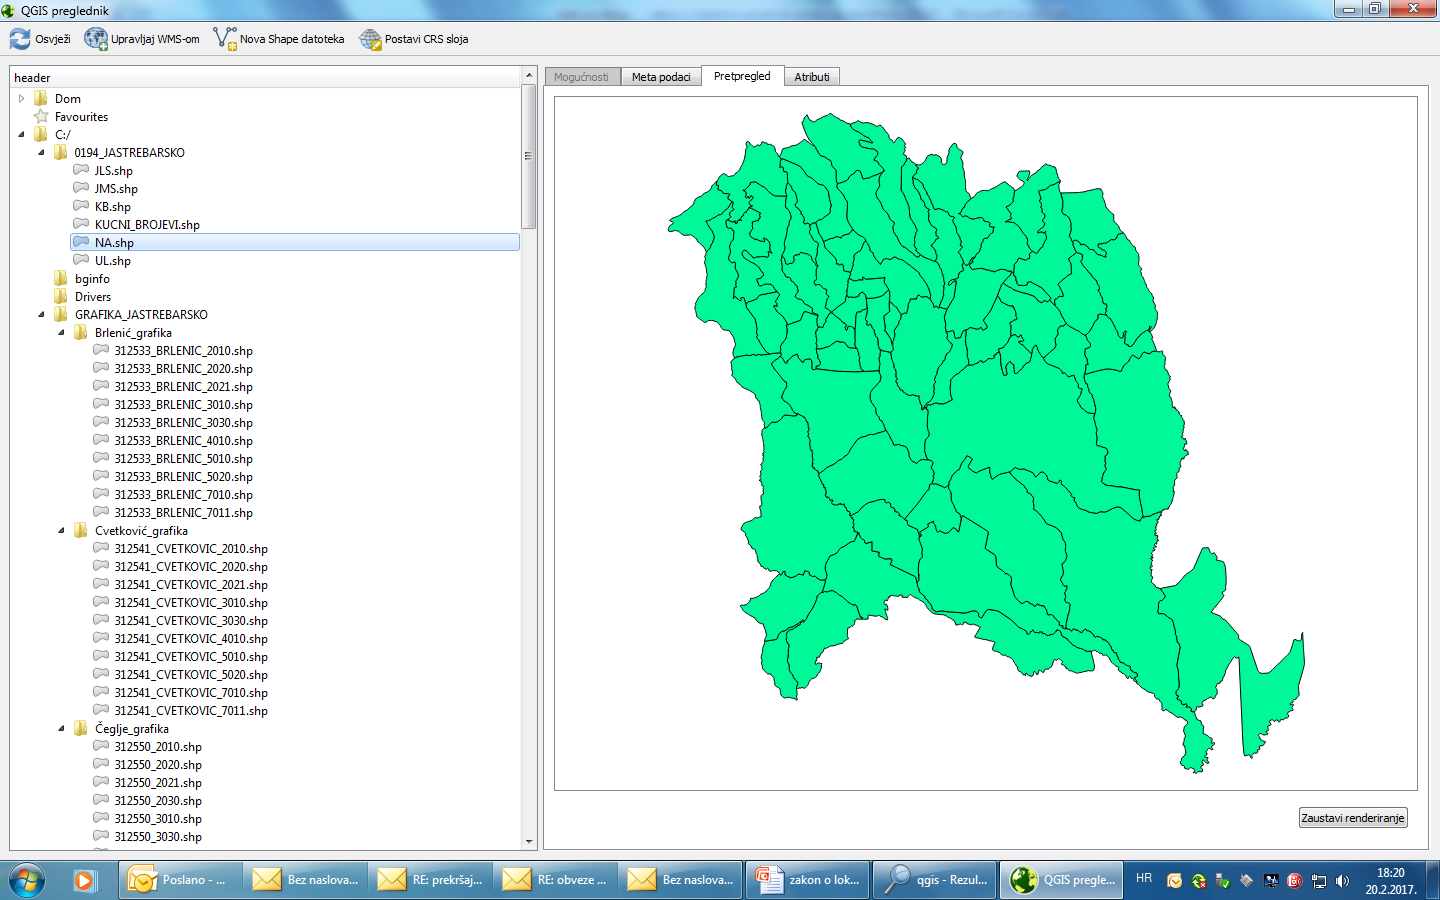 QGIS preglednik
Osvježi
Upravljaj WMS-om
Nova Shape datoteka
Postavi CRS sloja
header
Dom
Favourites
C:/
0194_JASTREBARSKO
JLS.shp
JMS.shp
KB.shp
KUCNI_BROJEVI.shp
NA.shp
UL.shp
bginfo
Drivers
GRAFIKA_JASTREBARSKO
Brlenić_grafika
312533_BRLENIC_2010.shp
312533_BRLENIC_2020.shp
312533_BRLENIC_2021.shp
312533_BRLENIC_3010.shp
312533_BRLENIC_3030.shp
312533_BRLENIC_4010.shp
312533_BRLENIC_5010.shp
312533_BRLENIC_5020.shp
312533_BRLENIC_7010.shp
312533_BRLENIC_7011.shp
Cvetković_grafika
312541_CVETKOVIC_2010.shp
312541_CVETKOVIC_2020.shp
312541_CVETKOVIC_2021.shp
312541_CVETKOVIC_3010.shp
312541_CVETKOVIC_3030.shp
312541_CVETKOVIC_4010.shp
312541_CVETKOVIC_5010.shp
312541_CVETKOVIC_5020.shp
312541_CVETKOVIC_7010.shp
312541_CVETKOVIC_7011.shp
Čeglje_grafika
312550_2010.shp
312550_2020.shp
312550_2021.shp
312550_2030.shp
312550_3010.shp
312550_3030.shp
Mogućnosti
Meta podaci
Pretpregled
Atributi
Zaustavi renderiranje
Poslano - ...
Bez naslova...
RE: prekršaj...
RE: obveze ...
Bez naslova...
zakon o lok...
qgis - Rezul...
QGIS pregle...
HR
18:20
20.2.2017.